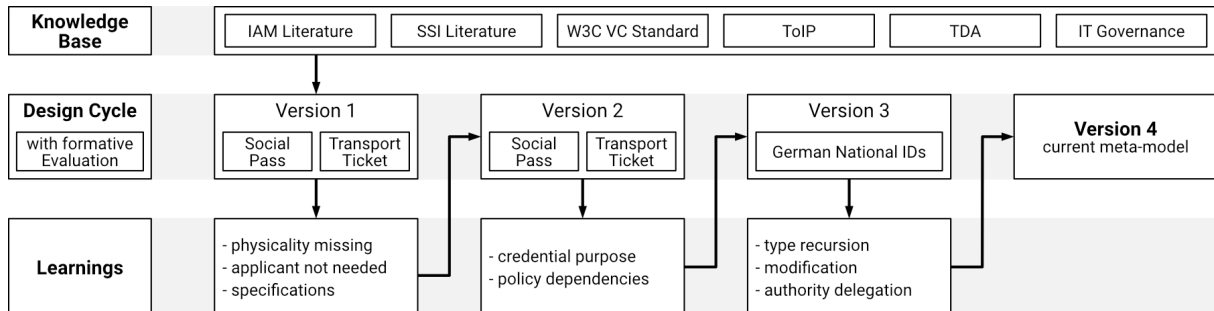 Knowledge
Base
IAM Literature
SSI Literature
W3C VC Standard
ToIP
TDA
IT Governance
Design Cycle
with formative
Evaluation
Version 1
Social
Pass
Transport
Ticket
Version 2
Social
Pass
Transport
Ticket
Version 3
German National IDs
Version 4
current meta-model
Learnings
- physicality missing
- applicant not needed
- specifications
- credential purpose
- policy dependencies
- type recursion
- modification
- authority delegation